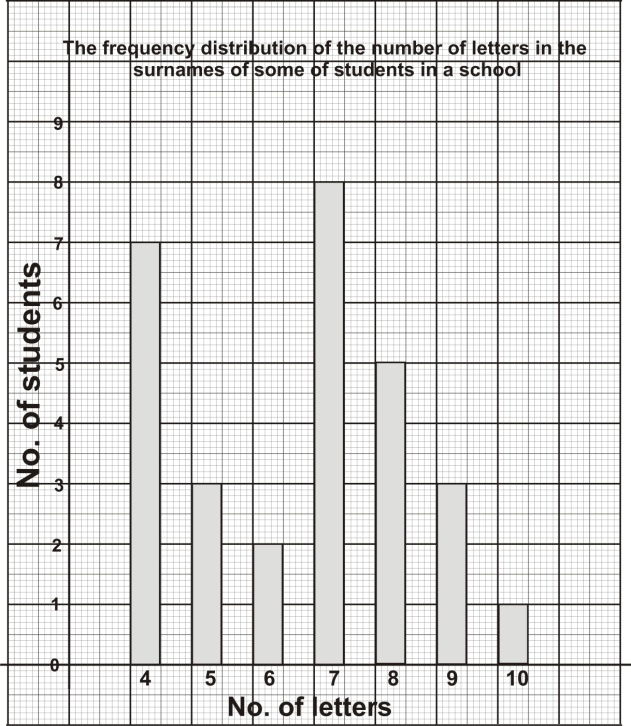 The frequency distribution of the number of letters in the
surnames of some of students in a school
No. of students
9
8
7
6
5
4
3
2
1
0
4 5 6 7 8 9 10
No. of letters